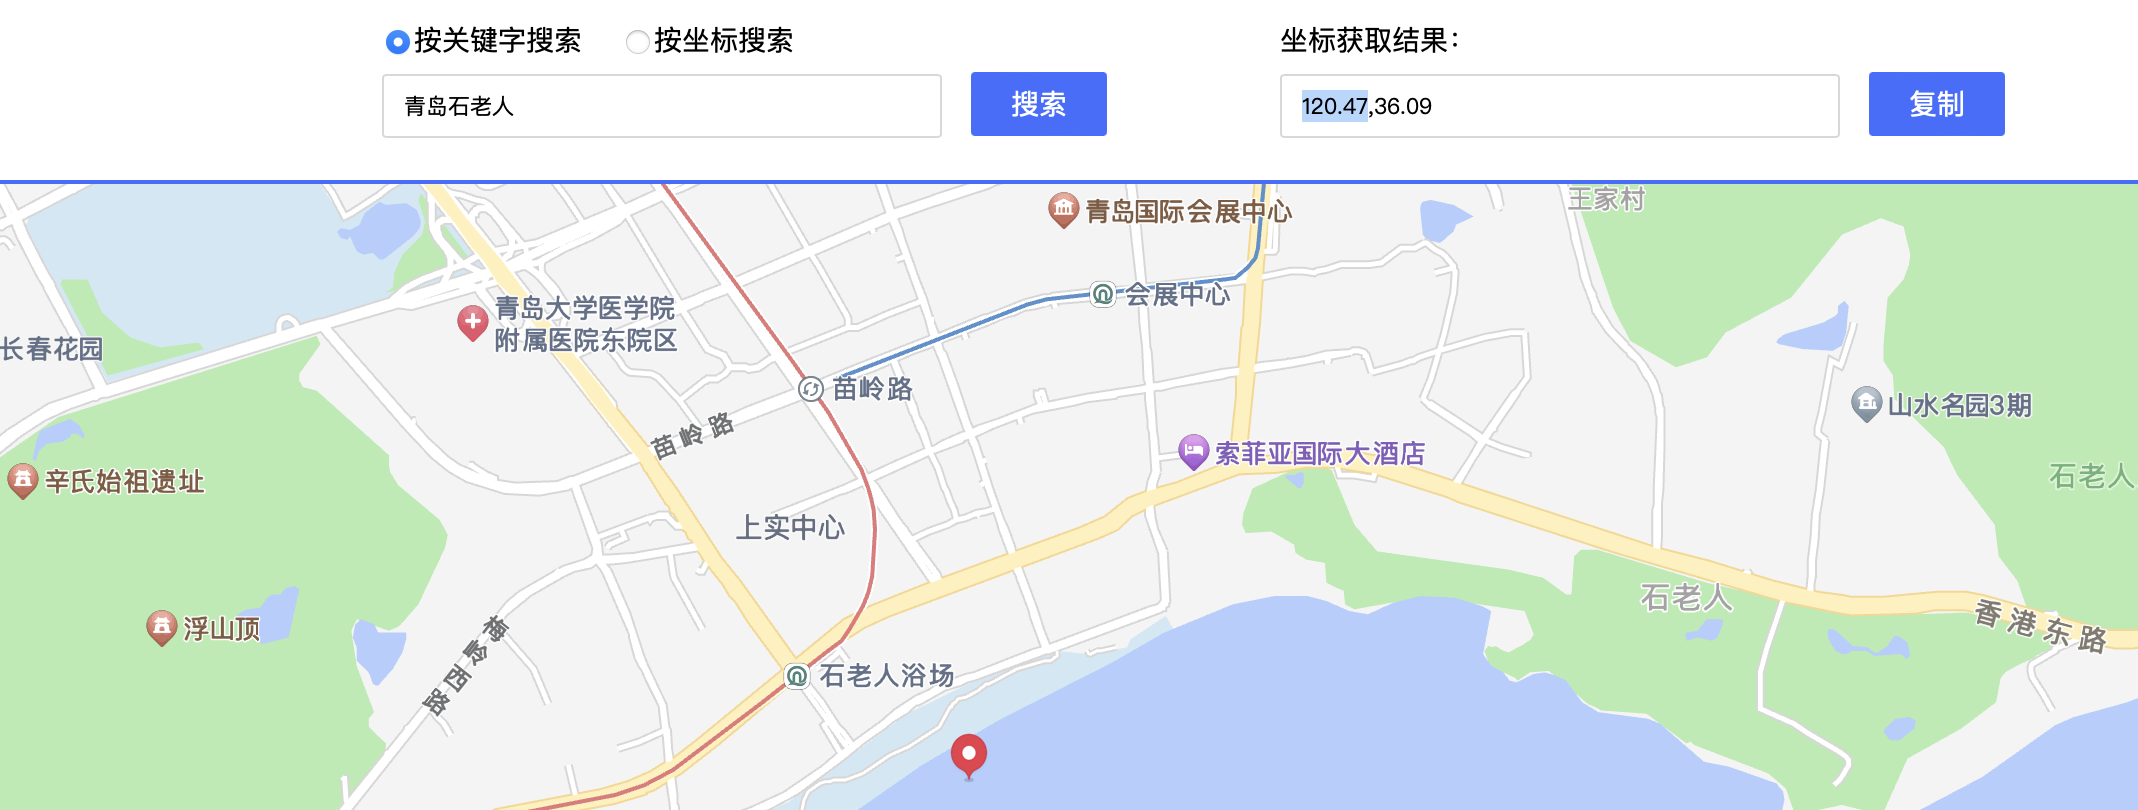 按关键字搜索
按坐标搜索
坐标获取结果：
青岛石老人
搜索
120.47,36.09
复制
王家村
青岛国际会展中心
会展中心
青岛大学医学院
附属医院东院区
长春花园
苗岭路
苗岭路
山水名园3期
索菲亚国际大酒店
辛氏始祖遗址
石老人
上实中心
石老人
香港东路
浮山顶
梅岭西路
石老人浴场